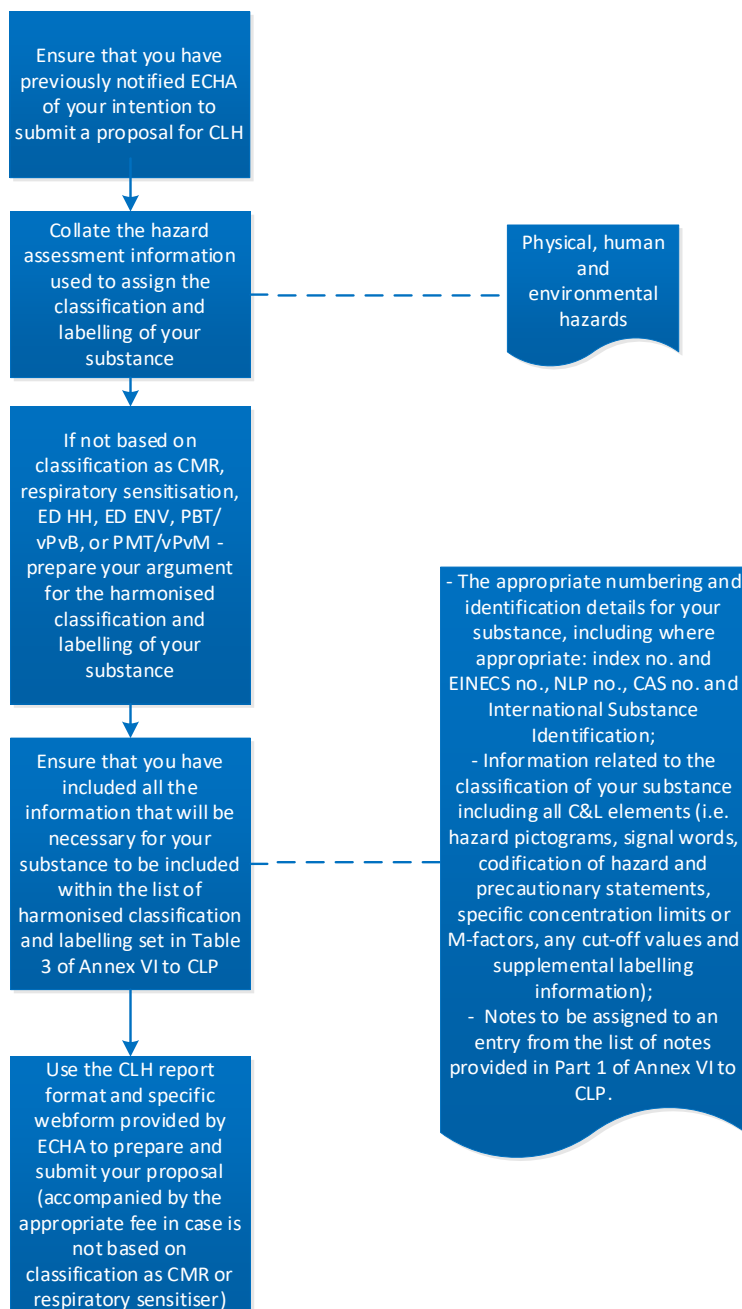 Ensure that you have
previously notified ECHA
of your intention to
submit a proposal for CLH
Collate the hazard
assessment information
used to assign the
classification and
labelling of your
substance
Physical, human
and
environmental
hazards
If not based on
classification as CMR,
respiratory sensitisation,
ED HH, ED ENV, PBT/
vPvB, or PMT/vPvM -
prepare your argument
for the harmonised
classification and
labelling of your
substance
Ensure that you have
included all the
information that will be
necessary for your
substance to be included
within the list of
harmonised classification
and labelling set in Table
3 of Annex VI to CLP
- The appropriate numbering and
identification details for your
substance, including where
appropriate: index no. and
EINECS no., NLP no., CAS no. and
International Substance
Identification;
- Information related to the
classification of your substance
including all C&L elements (i.e.
hazard pictograms, signal words,
codification of hazard and
precautionary statements,
specific concentration limits or
M-factors, any cut-off values and
supplemental labelling
information);
- Notes to be assigned to an
entry from the list of notes
provided in Part 1 of Annex VI to
CLP.
Use the CLH report
format and specific
webform provided by
ECHA to prepare and
submit your proposal
(accompanied by the
appropriate fee in case is
not based on
classification as CMR or
respiratory sensitiser)